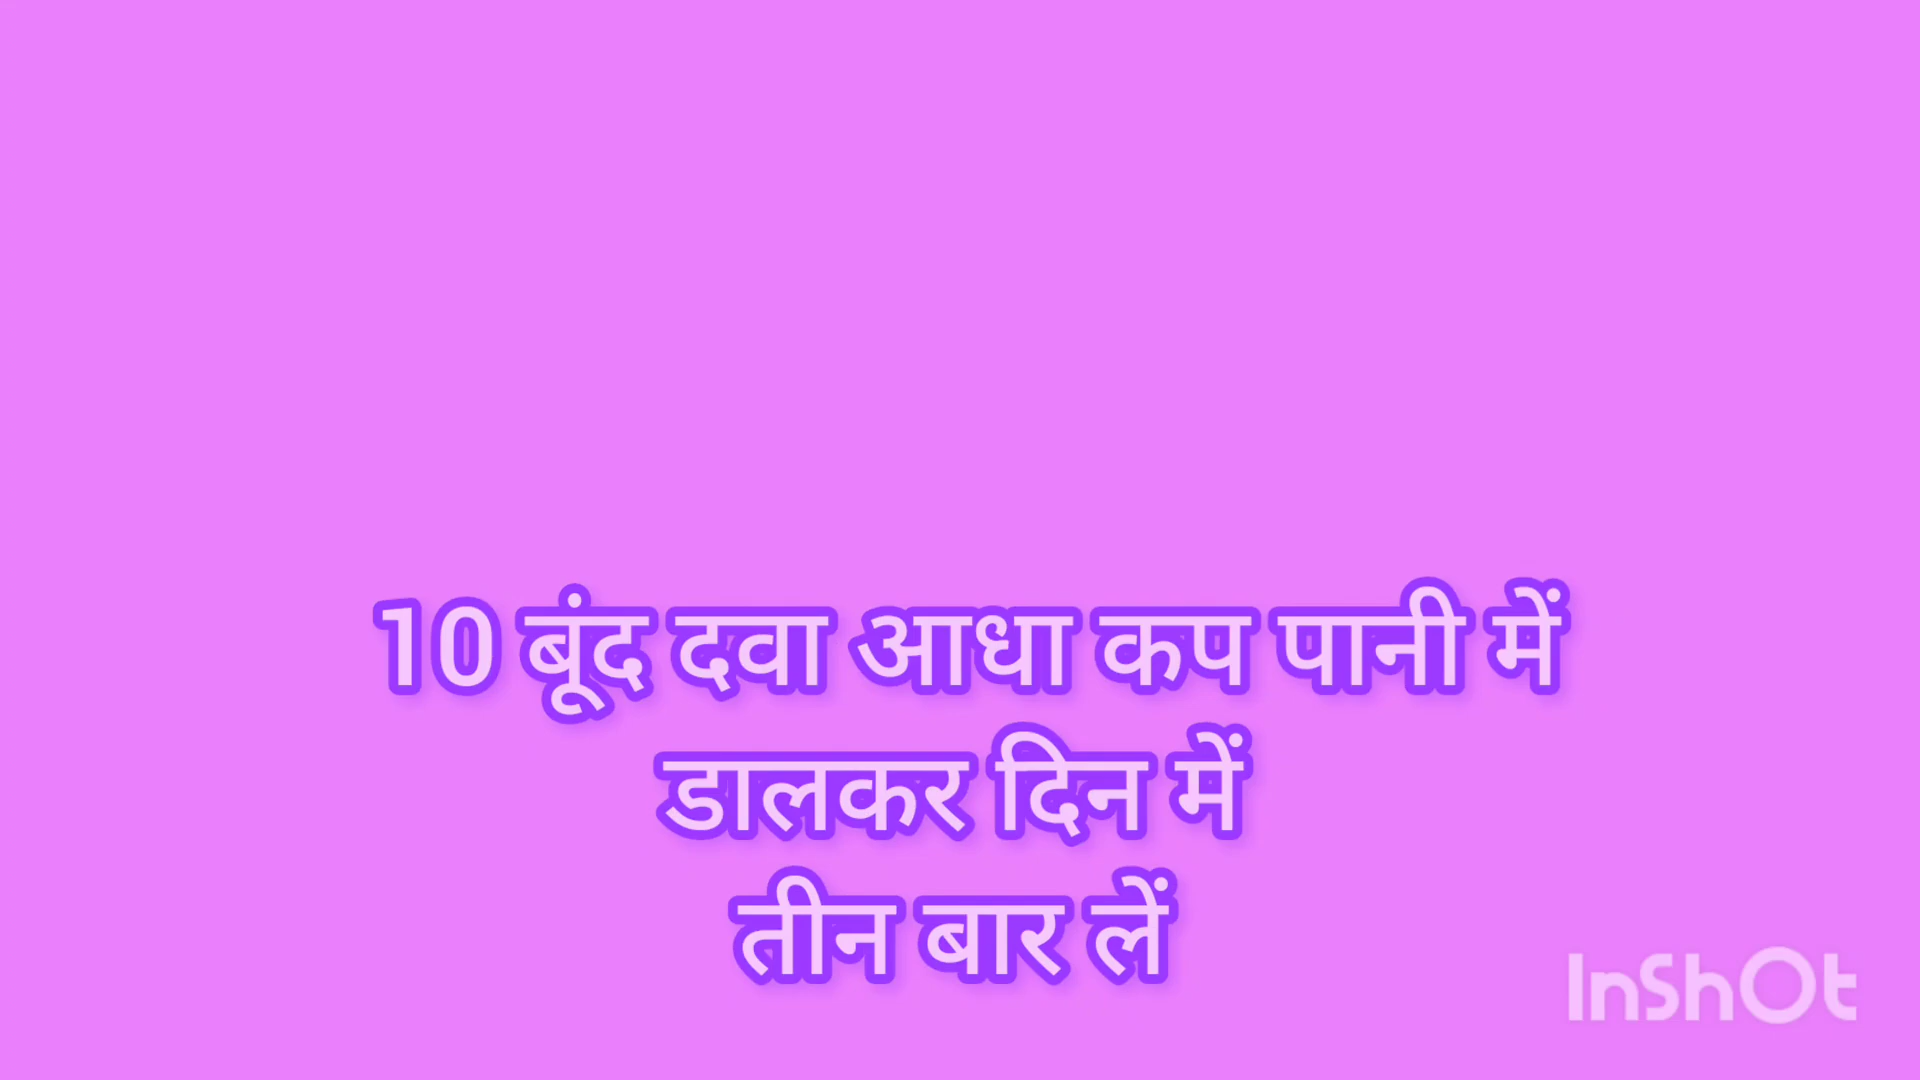 10 बूंद दवा आधा कप पानी में
डालकर दिन में
तीन बार लें
InShOt